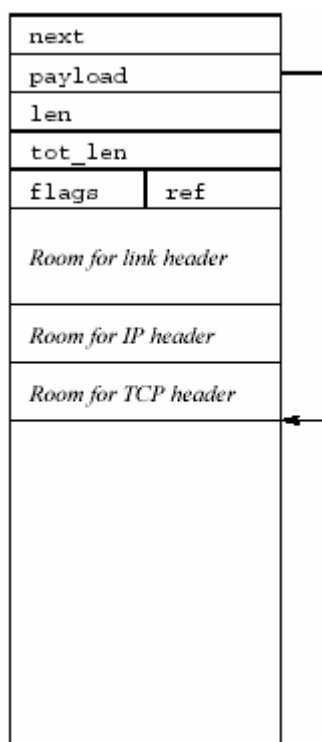 next
payload
len
tot_len
flags ref
Room for link header
Room for IP header
Room for TCP header